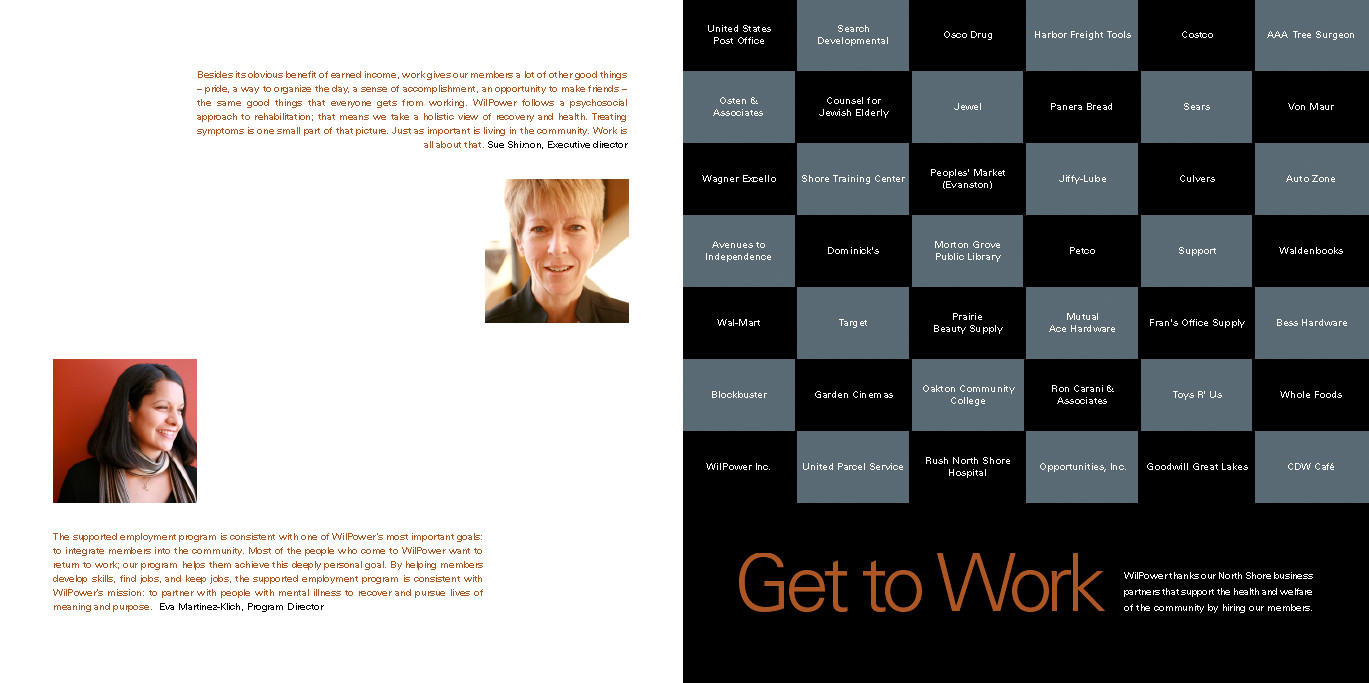 Besides its obvious benefit of earned income, work gives our members a lot of other good things
– pride, a way to organize the day, a sense of accomplishment, an opportunity to make friends –
the same good things that everyone gets from working. WilPower follows a psychosocial
approach to rehabilitation; that means we take a holistic view of recovery and health. Treating
symptoms is one small part of that picture. Just as important is living in the community. Work is
all about that. Sue Shimon, Executive director
The supported employment program is consistent with one of WilPower's most important goals:
to integrate members into the community. Most of the people who come to WilPower want to
return to work; our program helps them achieve this deeply personal goal. By helping members
develop skills, find jobs, and keep jobs, the supported employment program is consistent with
WilPower's mission: to partner with people with mental illness to recover and pursue lives of
meaning and purpose. Eva Martinez-Klich, Program Director
United States
Post Office
Search
Developmental
Osco Drug
Harbor Freight Tools
Costco
AAA Tree Surgeon
Osten &
Associates
Counsel for
Jewish Elderly
Jewel
Panera Bread
Sears
Von Maur
Wagner Excello
Shore Training Center
Peoples' Market
(Evanston)
Jiffy-Lube
Culvers
Auto Zone
Avenues to
Independence
Dominick's
Morton Grove
Public Library
Petco
Support
Waldenbooks
Wal-Mart
Target
Prairie
Beauty Supply
Mutual
Ace Hardware
Fran's Office Supply
Bess Hardware
Blockbuster
Garden Cinemas
Oakton Community
College
Ron Carani &
Associates
Toys R' Us
Whole Foods
WilPower Inc.
United Parcel Service
Rush North Shore
Hospital
Opportunities, Inc.
Goodwill Great Lakes
CDW Café
Get to Work
WilPower thanks our North Shore business
partners that support the health and welfare
of the community by hiring our members.